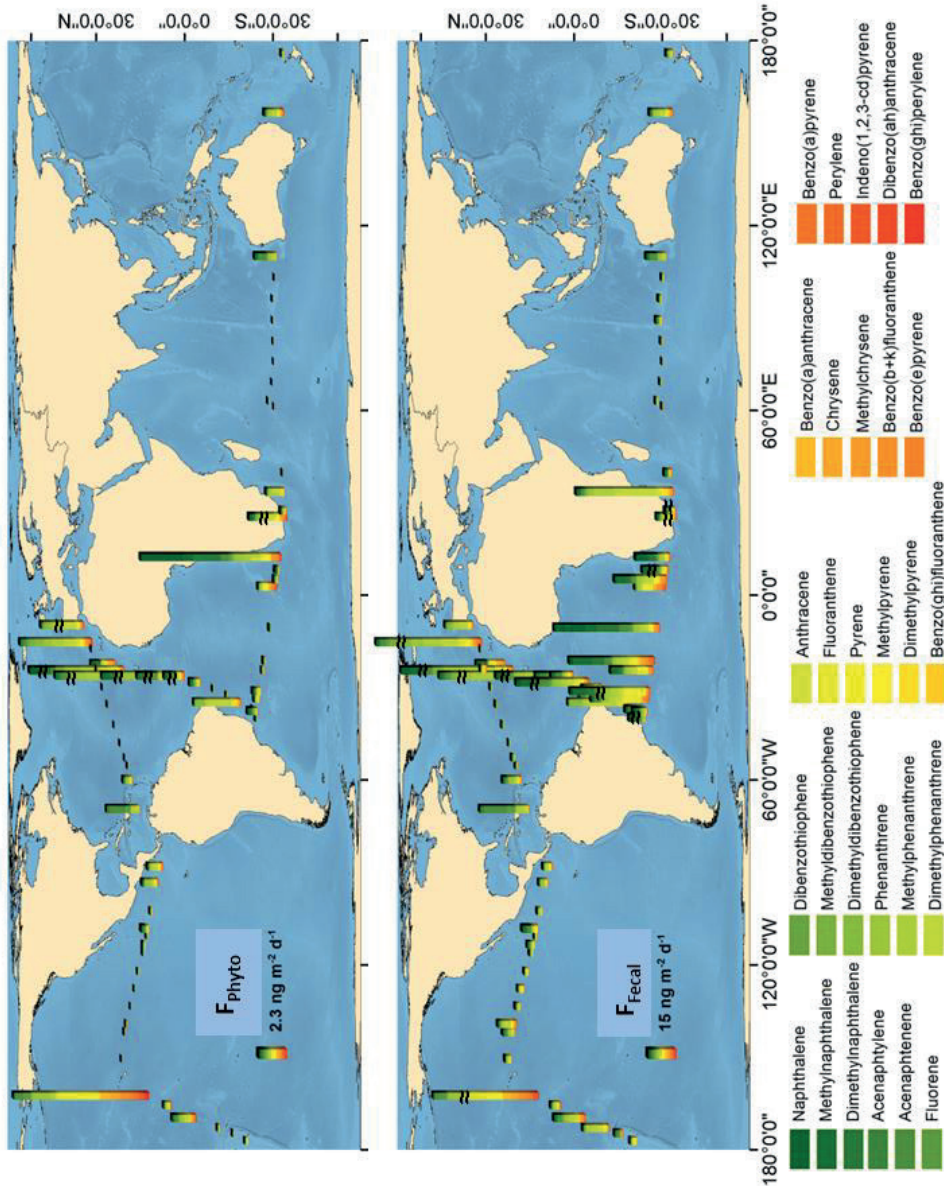 30°0'0"N
0°0'0"
30°0'0"S
F Phyto
2.3 ng m-2 d-1
30°0'0"N
0°0'0"
30°0'0"S
F Fecal
15 ng m-2 d-1
180°0'0"
120°0'0"W
60°0'0"W
0°0'0"
60°0'0"E
120°0'0"E
180°0'0"
Naphthalene
Methylnaphthalene
Dimethylnaphthalene
Acenaphtylene
Acenaphtenene
Fluorene
Dibenzothiophene
Methyldibenzothiophene
Dimethyldibenzothiophene
Phenanthrene
Methylphenanthrene
Dimethylphenanthrene
Anthracene
Fluoranthene
Pyrene
Methylpyrene
Dimethylpyrene
Benzo(ghi)fluoranthene
Benzo(a)anthracene
Chrysene
Methylchrysene
Benzo(b+k)fluoranthene
Benzo(e)pyrene
Benzo(a)pyrene
Perylene
Indeno(1,2,3-cd)pyrene
Dibenzo(ah)anthracene
Benzo(ghi)perylene